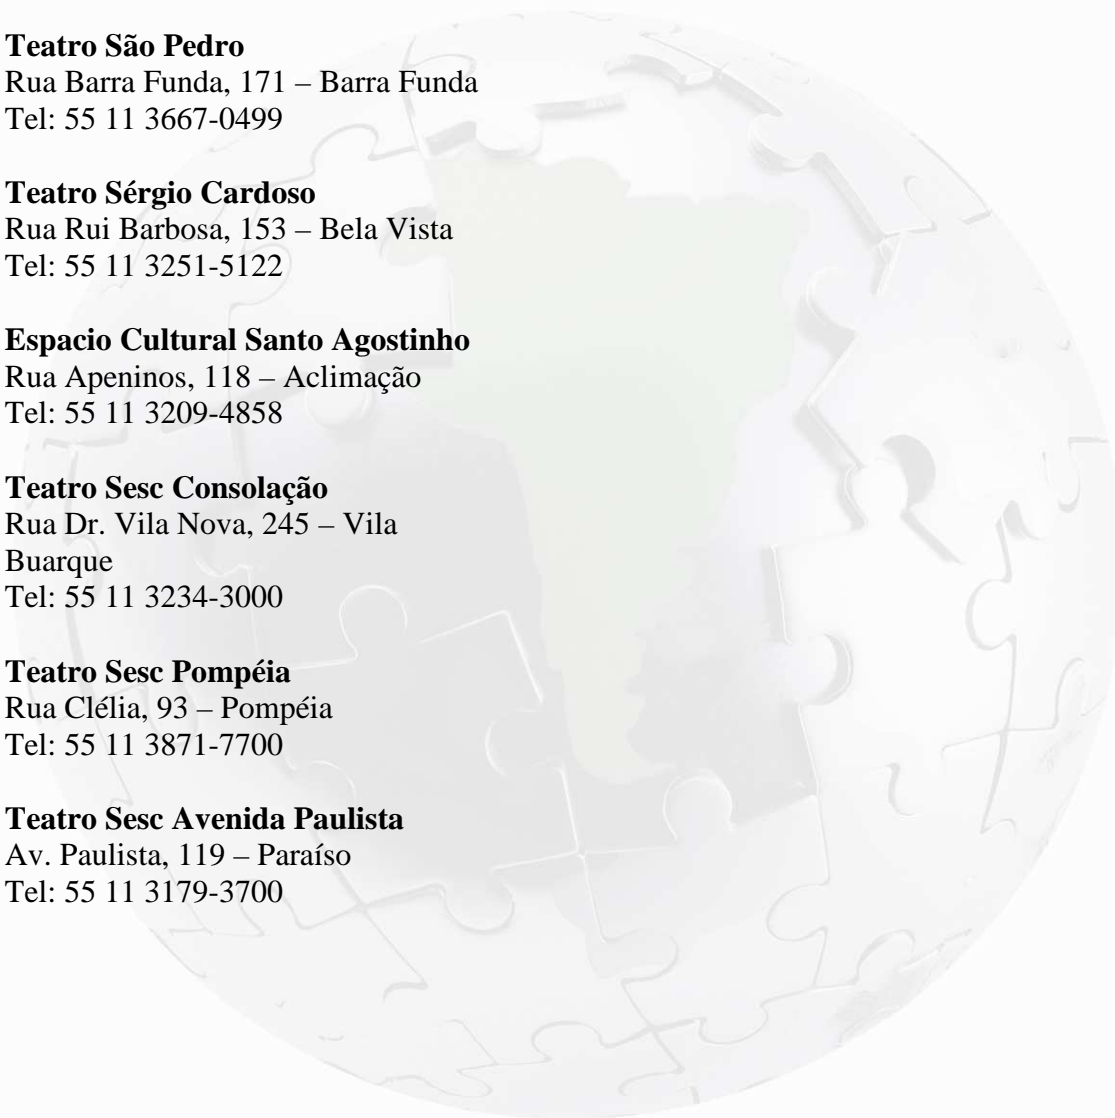 Teatro São Pedro
Rua Barra Funda, 171 – Barra Funda
Tel: 55 11 3667-0499
Teatro Sérgio Cardoso
Rua Rui Barbosa, 153 – Bela Vista
Tel: 55 11 3251-5122
Espacio Cultural Santo Agostinho
Rua Apeninos, 118 – Aclimação
Tel: 55 11 3209-4858
Teatro Sesc Consolação
Rua Dr. Vila Nova, 245 – Vila
Buarque
Tel: 55 11 3234-3000
Teatro Sesc Pompéia
Rua Clélia, 93 – Pompéia
Tel: 55 11 3871-7700
Teatro Sesc Avenida Paulista
Av. Paulista, 119 – Paraíso
Tel: 55 11 3179-3700